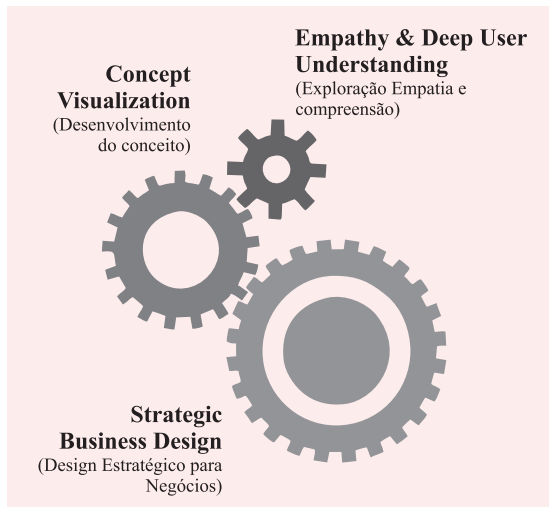 Empathy & Deep User
Understanding
(Exploração Empatia e
compreensão)
Concept
Visualization
(Desenvolvimento
do conceito)
Strategic
Business Design
(Design Estratégico para
Negócios)